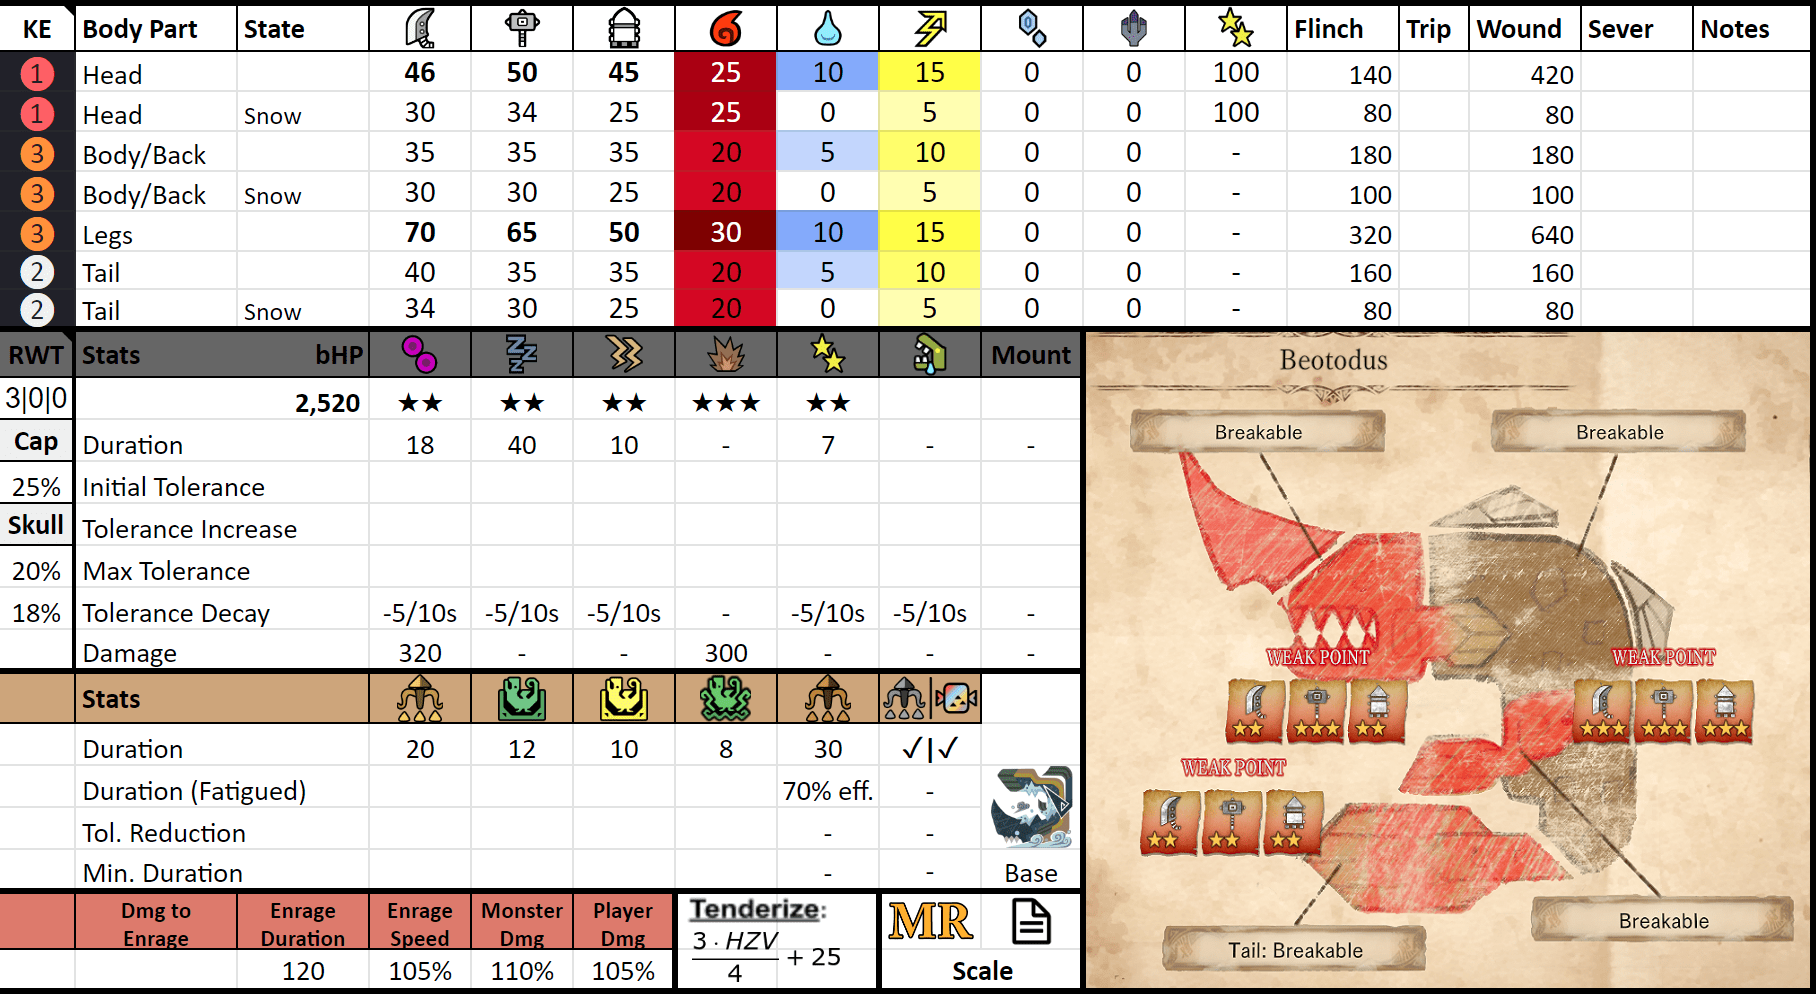 KE Body Part State Flinch Trip Wound Sever Notes
1 Head 46 50 45 25 10 15 0 0 100 140 420
1 Head Snow 30 34 25 25 0 5 0 0 100 80 80
3 Body/Back 35 35 35 20 5 10 0 0 - 180 180
3 Body/Back Snow 30 30 25 20 0 5 0 0 - 100 100
3 Legs 70 65 50 30 10 15 0 0 - 320 640
2 Tail 40 35 35 20 5 10 0 0 - 160 160
2 Tail Snow 34 30 25 20 0 5 0 0 - 80 80
RWT Stats bHP Mount
3|0|0 2,520 ★★ ★★ ★★ ★★★ ★★
Cap Duration 18 40 10 - 7 - -
25% Initial Tolerance
Skull Tolerance Increase
20% Max Tolerance
18% Tolerance Decay -5/10s -5/10s -5/10s - -5/10s -5/10s -
Damage 320 - - 300 - - -
Stats
Duration 20 12 10 8 30 ✓|✓
Duration (Fatigued) 70% eff. -
Tol. Reduction - -
Min. Duration - - Base
Dmg to Enrage
Enrage Duration
Enrage Speed
Monster Dmg
Player Dmg
120 105% 110% 105%
Tenderize:
3 · HZV / 4 + 25
MR
Scale
Beotodus
Breakable
Breakable
WEAK POINT
WEAK POINT
WEAK POINT
Breakable
Tail: Breakable